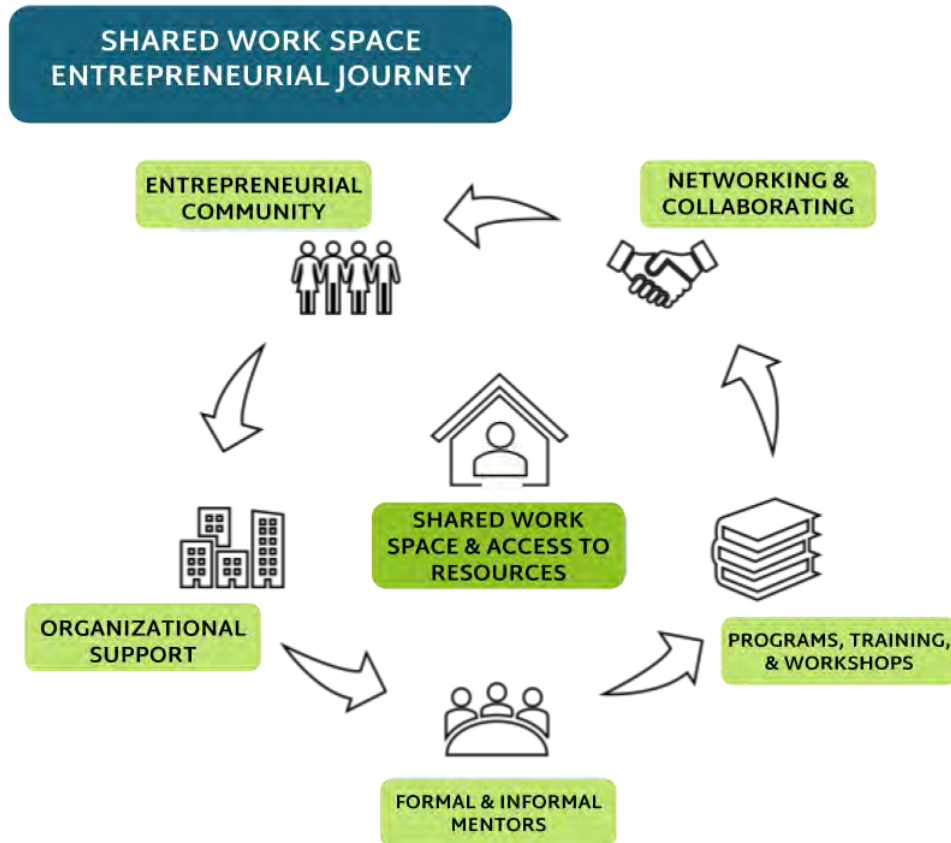 SHARED WORK SPACE
ENTREPRENEURIAL JOURNEY
ENTREPRENEURIAL
COMMUNITY
NETWORKING &
COLLABORATING
SHARED WORK
SPACE & ACCESS TO
RESOURCES
ORGANIZATIONAL
SUPPORT
PROGRAMS, TRAINING,
& WORKSHOPS
FORMAL & INFORMAL
MENTORS